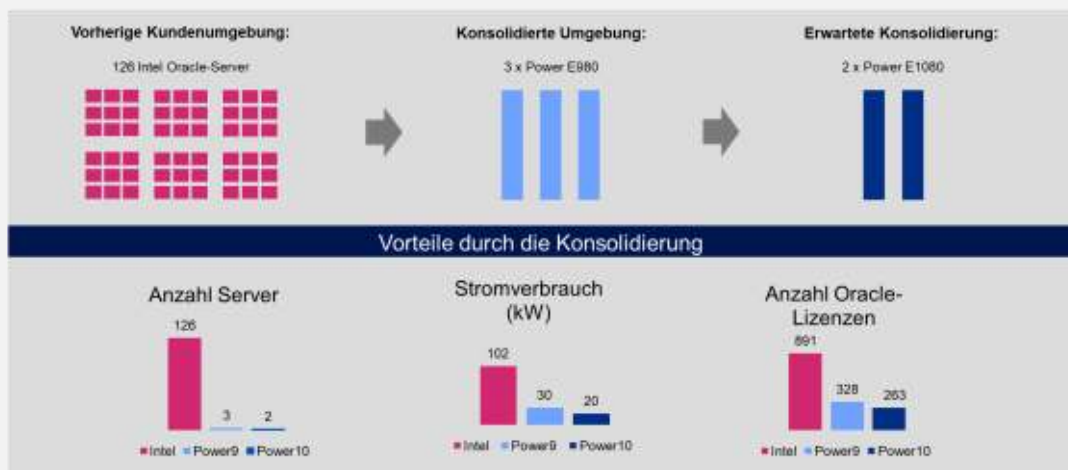 Vorherige Kundenumgebung:
126 Intel Oracle-Server
Konsolidierte Umgebung:
3 x Power E980
Erwartete Konsolidierung:
2 x Power E1080
Vorteile durch die Konsolidierung
Anzahl Server
126
3
2
Intel Power9 Power10
Stromverbrauch
(kW)
102
30
20
Intel Power9 Power10
Anzahl Oracle-
Lizenzen
891
328
263
Intel Power9 Power10